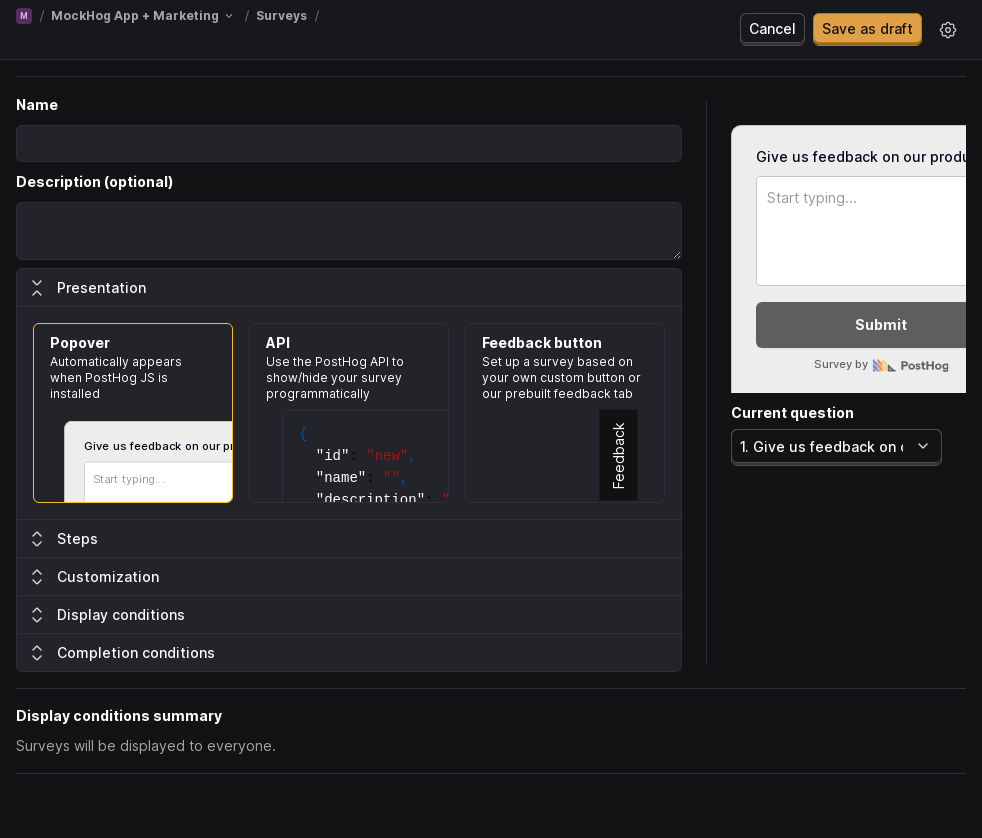 M / MockHog App + Marketing / Surveys /
Cancel
Save as draft
Name
Description (optional)
Presentation
Popover
Automatically appears
when PostHog JS is
installed
Give us feedback on our pr
Start typing...
API
Use the PostHog API to
show/hide your survey
programmatically
{
"id": "new",
"name": "",
"description": "
Feedback button
Set up a survey based on
your own custom button or
our prebuilt feedback tab
Feedback
Steps
Customization
Display conditions
Completion conditions
Give us feedback on our produ
Start typing...
Submit
Survey by PostHog
Current question
1. Give us feedback on
Display conditions summary
Surveys will be displayed to everyone.